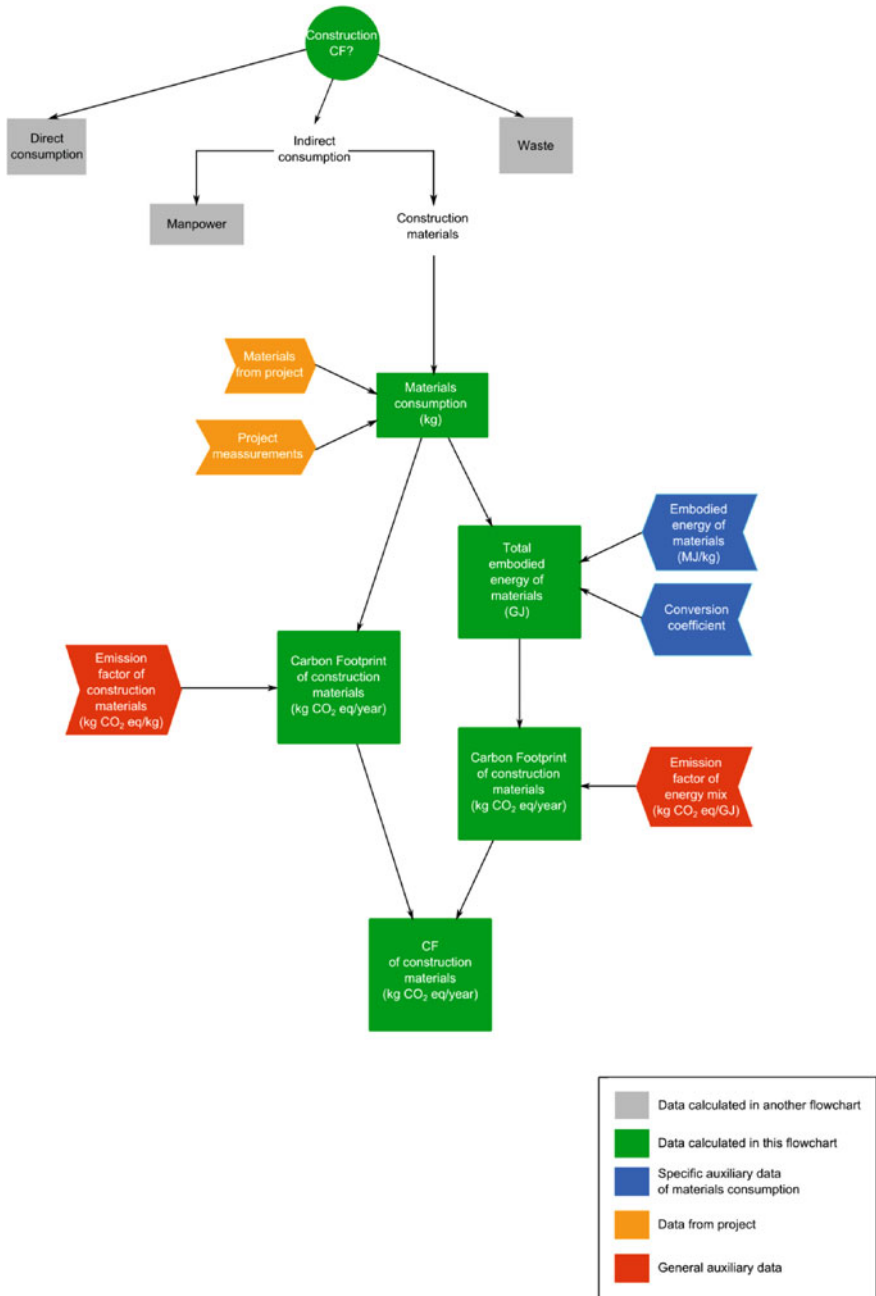 Construction
CF?
Direct
consumption
Indirect
consumption
Waste
Manpower
Construction
materials
Materials
from project
Materials
consumption
(kg)
Project
meassurements
Embodied
energy of
materials
(MJ/kg)
Total
embodied
energy of
materials
(GJ)
Conversion
coefficient
Emission
factor of
construction
materials
(kg CO₂ eq/kg)
Carbon Footprint
of construction
materials
(kg CO₂ eq/year)
Carbon Footprint
of construction
materials
(kg CO₂ eq/year)
Emission
factor of
energy mix
(kg CO₂ eq/GJ)
CF
of construction
materials
(kg CO₂ eq/year)
Data calculated in another flowchart
Data calculated in this flowchart
Specific auxiliary data
of materials consumption
Data from project
General auxiliary data